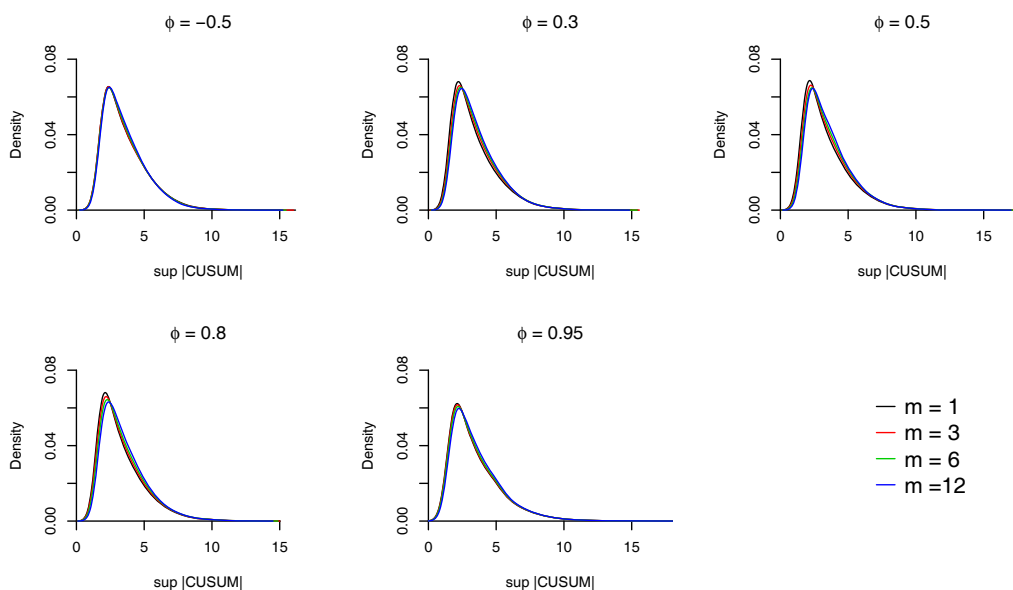 ϕ = −0.5
0.00 0.04 0.08
Density
0 5 10 15
sup |CUSUM|
ϕ = 0.3
0.00 0.04 0.08
Density
0 5 10 15
sup |CUSUM|
ϕ = 0.5
0.00 0.04 0.08
Density
0 5 10 15
sup |CUSUM|
ϕ = 0.8
0.00 0.04 0.08
Density
0 5 10 15
sup |CUSUM|
ϕ = 0.95
0.00 0.04 0.08
Density
0 5 10 15
sup |CUSUM|
m = 1
m = 3
m = 6
m =12